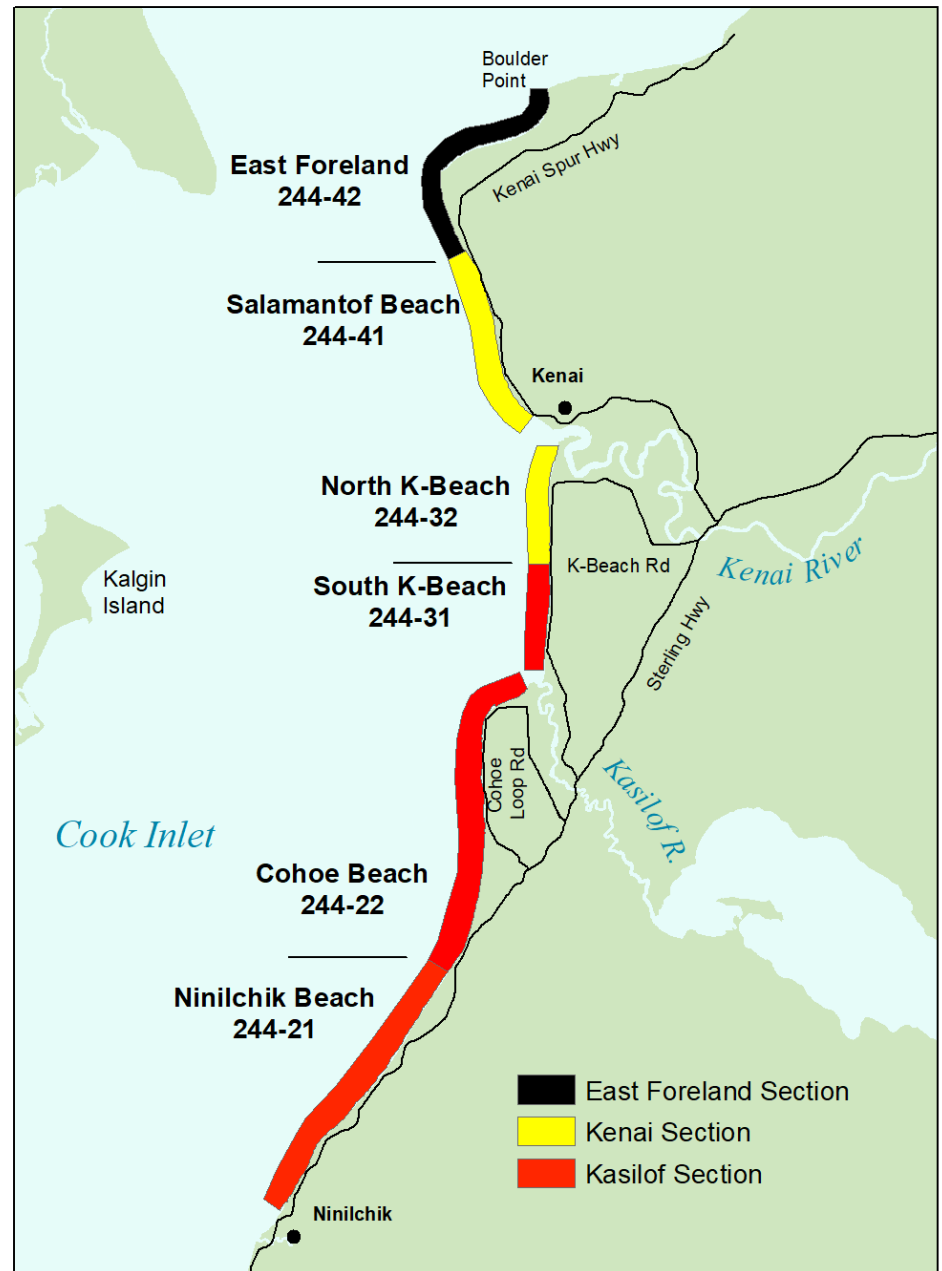 Boulder
Point
East Foreland
244-42
Kenai Spur Hwy
Salamantof Beach
244-41
Kenai
North K-Beach
244-32
K-Beach Rd
Kenai River
South K-Beach
244-31
Kalgin
Island
Sterling Hwy
Cohoe
Loop Rd
Kasilof R.
Cook Inlet
Cohoe Beach
244-22
Ninilchik Beach
244-21
East Foreland Section
Kenai Section
Kasilof Section
Ninilchik